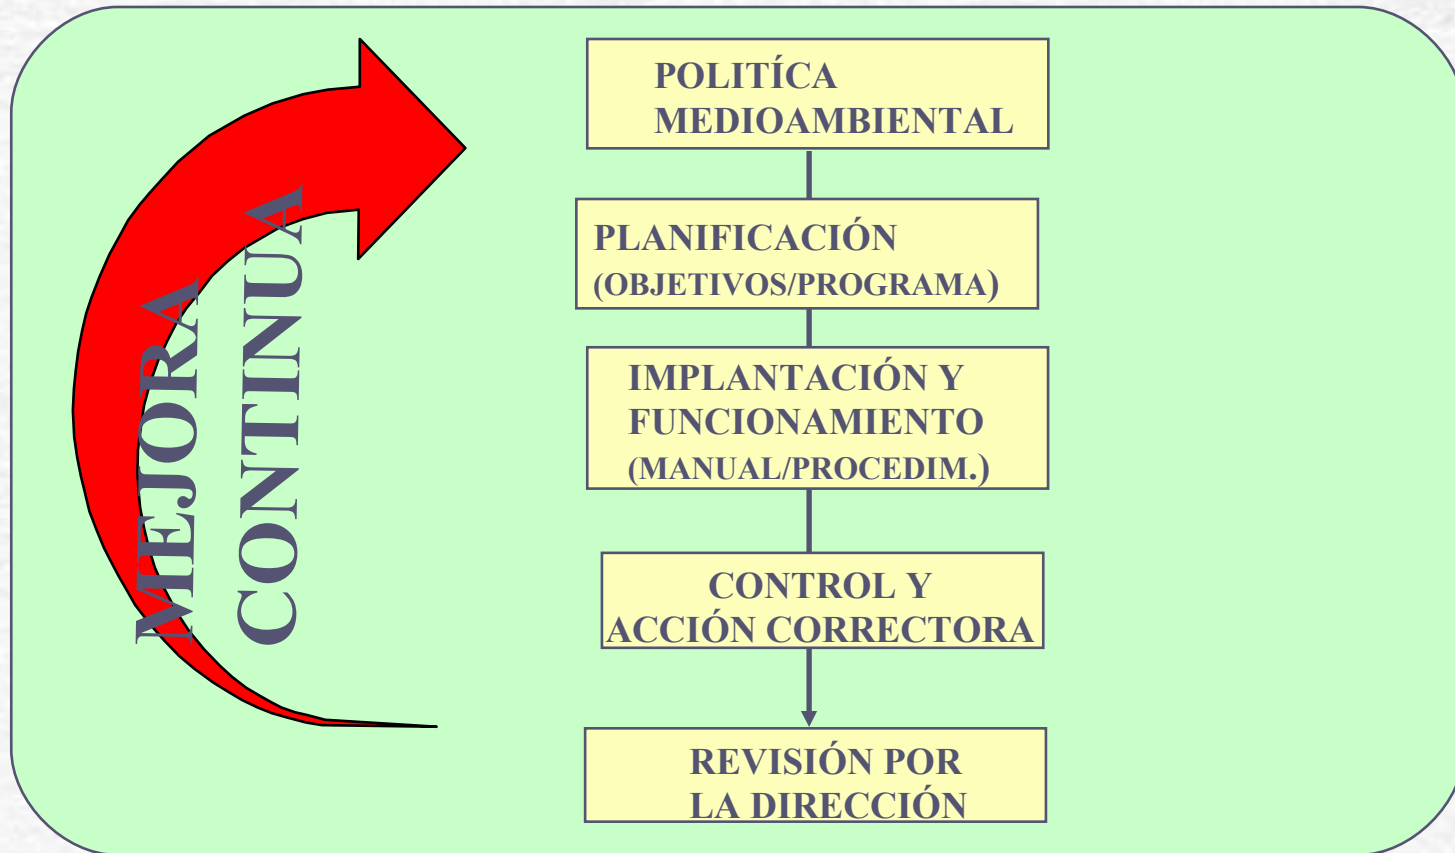 MEJORA
CONTINUA
POLITÍCA
MEDIOAMBIENTAL
PLANIFICACIÓN
(OBJETIVOS/PROGRAMA)
IMPLANTACIÓN Y
FUNCIONAMIENTO
(MANUAL/PROCEDIM.)
CONTROL Y
ACCIÓN CORRECTORA
REVISIÓN POR
LA DIRECCIÓN